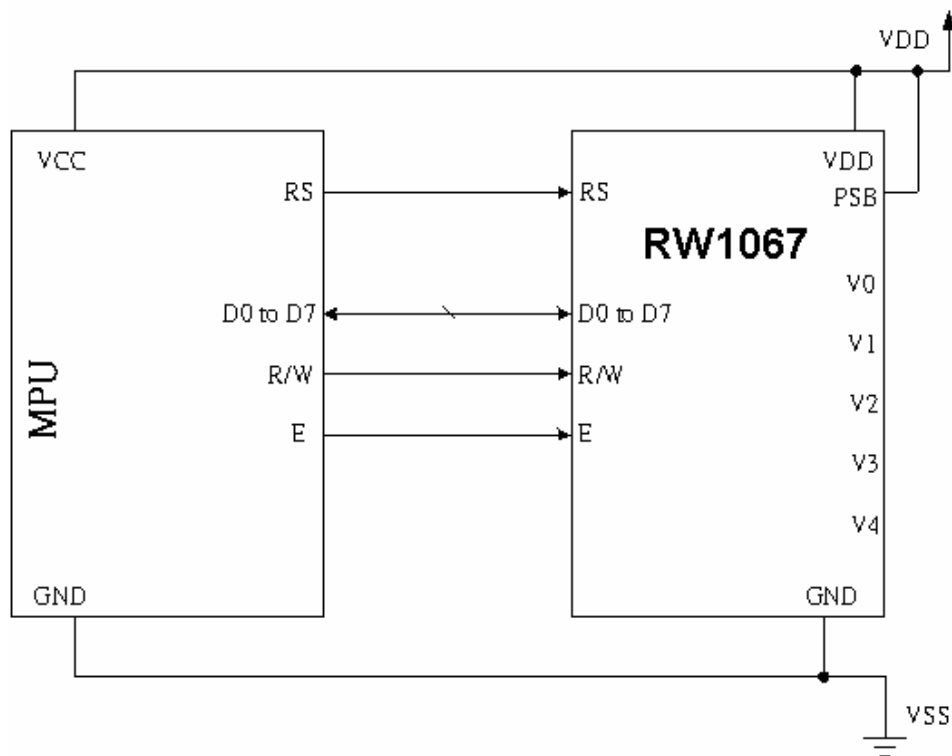 VDD
VCC
VDD
RS
RS
PSB
RW1067
V0
D0 to D7
D0 to D7
V1
R/W
R/W
MPU
V2
E
E
V3
V4
GND
GND
VSS